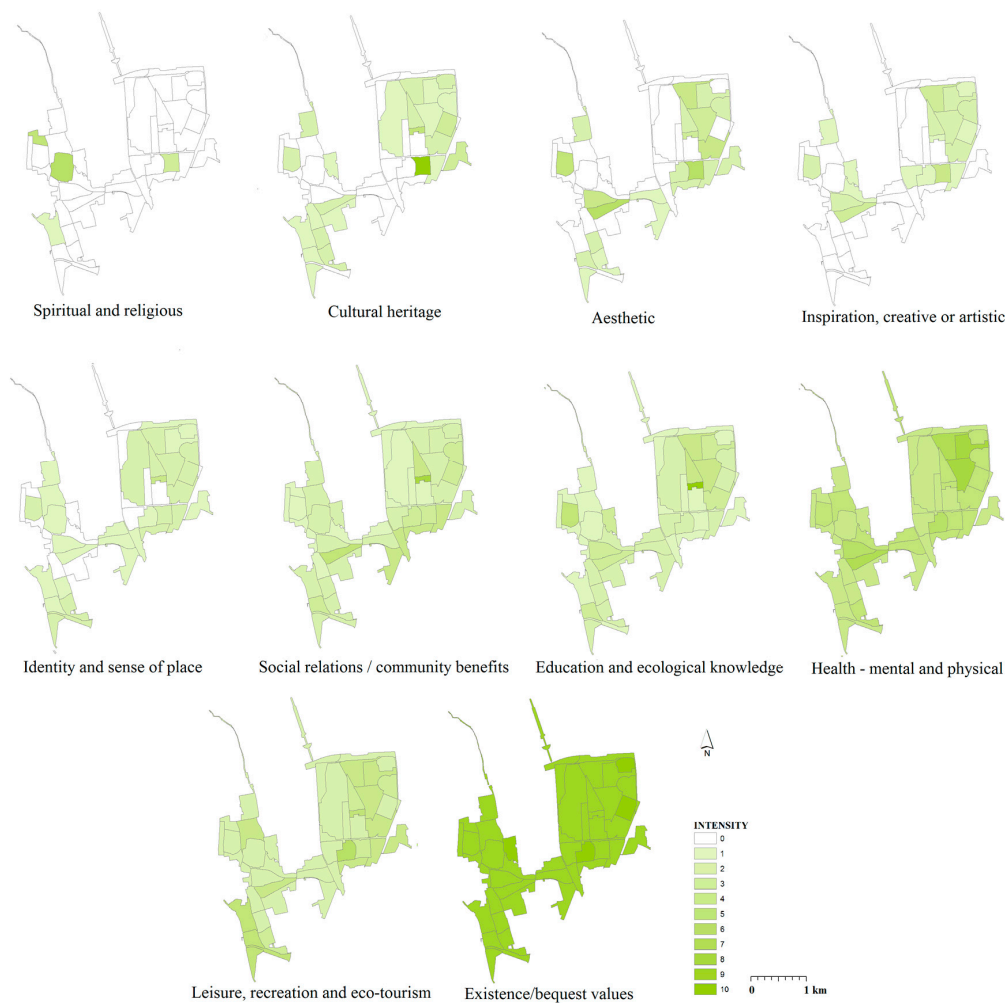 Spiritual and religious
Cultural heritage
Aesthetic
Inspiration, creative or artistic
Identity and sense of place
Social relations / community benefits
Education and ecological knowledge
Health - mental and physical
N
INTENSITY
0
1
2
3
4
5
6
7
8
9
10
0 1 km
Leisure, recreation and eco-tourism
Existence/bequest values